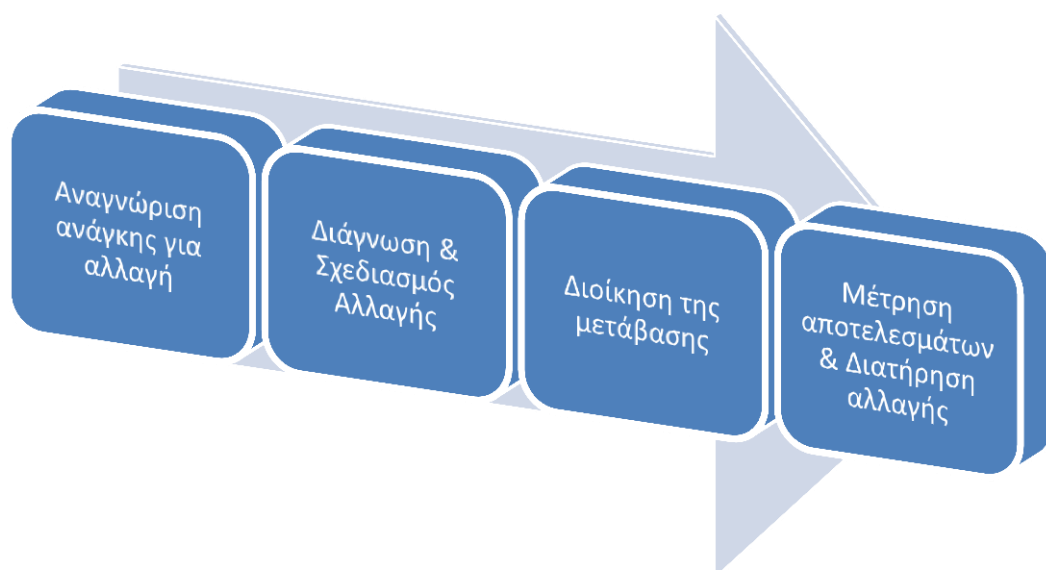 Αναγνώριση
ανάγκης για
αλλαγή
Διάγνωση &
Σχεδιασμός
Αλλαγής
Διοίκηση της
μετάβασης
Μέτρηση
αποτελεσμάτων
& Διατήρηση
αλλαγής